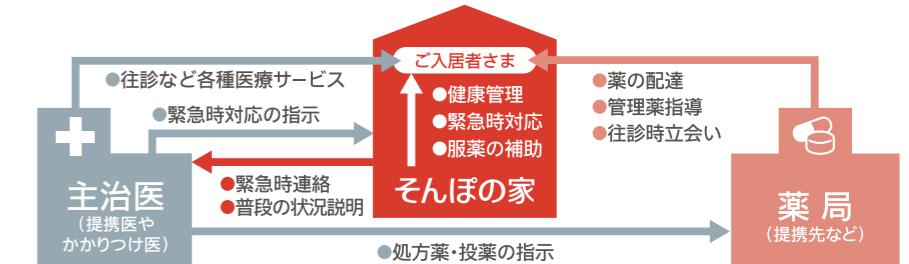 ご入居者さま
●往診など各種医療サービス
●緊急時対応の指示
●健康管理
●緊急時対応
●服薬の補助
そんぽの家
●薬の配達
●管理薬指導
●往診時立会い
●緊急時連絡
●普段の状況説明
主治医
（提携医や
かかりつけ医）
薬局
（提携先など）
●処方薬・投薬の指示